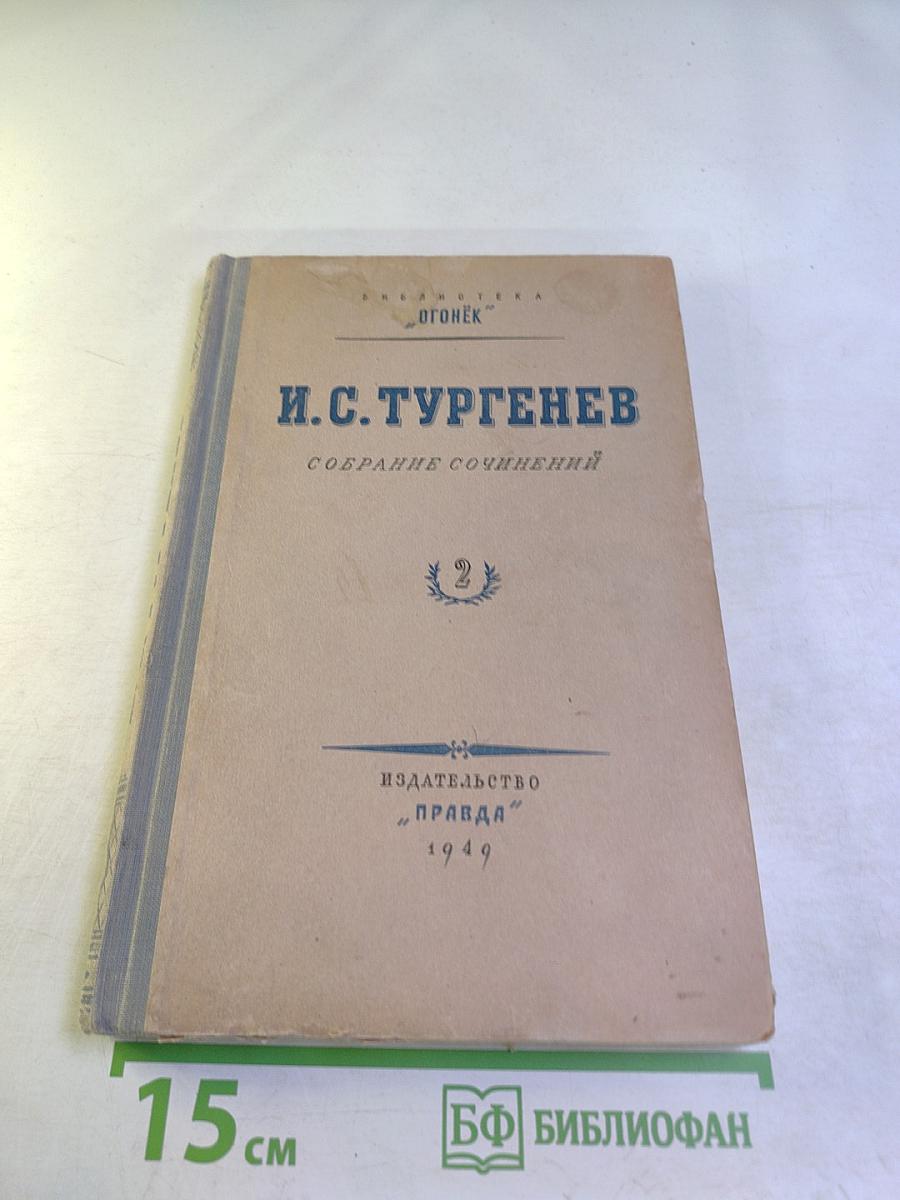 БИБЛИОТЕКА
„ОГОНЁК“
И.С.ТУРГЕНЕВ
СОБРАНИЕ СОЧИНЕНИЙ
2
ИЗДАТЕЛЬСТВО
„ПРАВДА“
1949
15 см
БФ БИБЛИОФАН